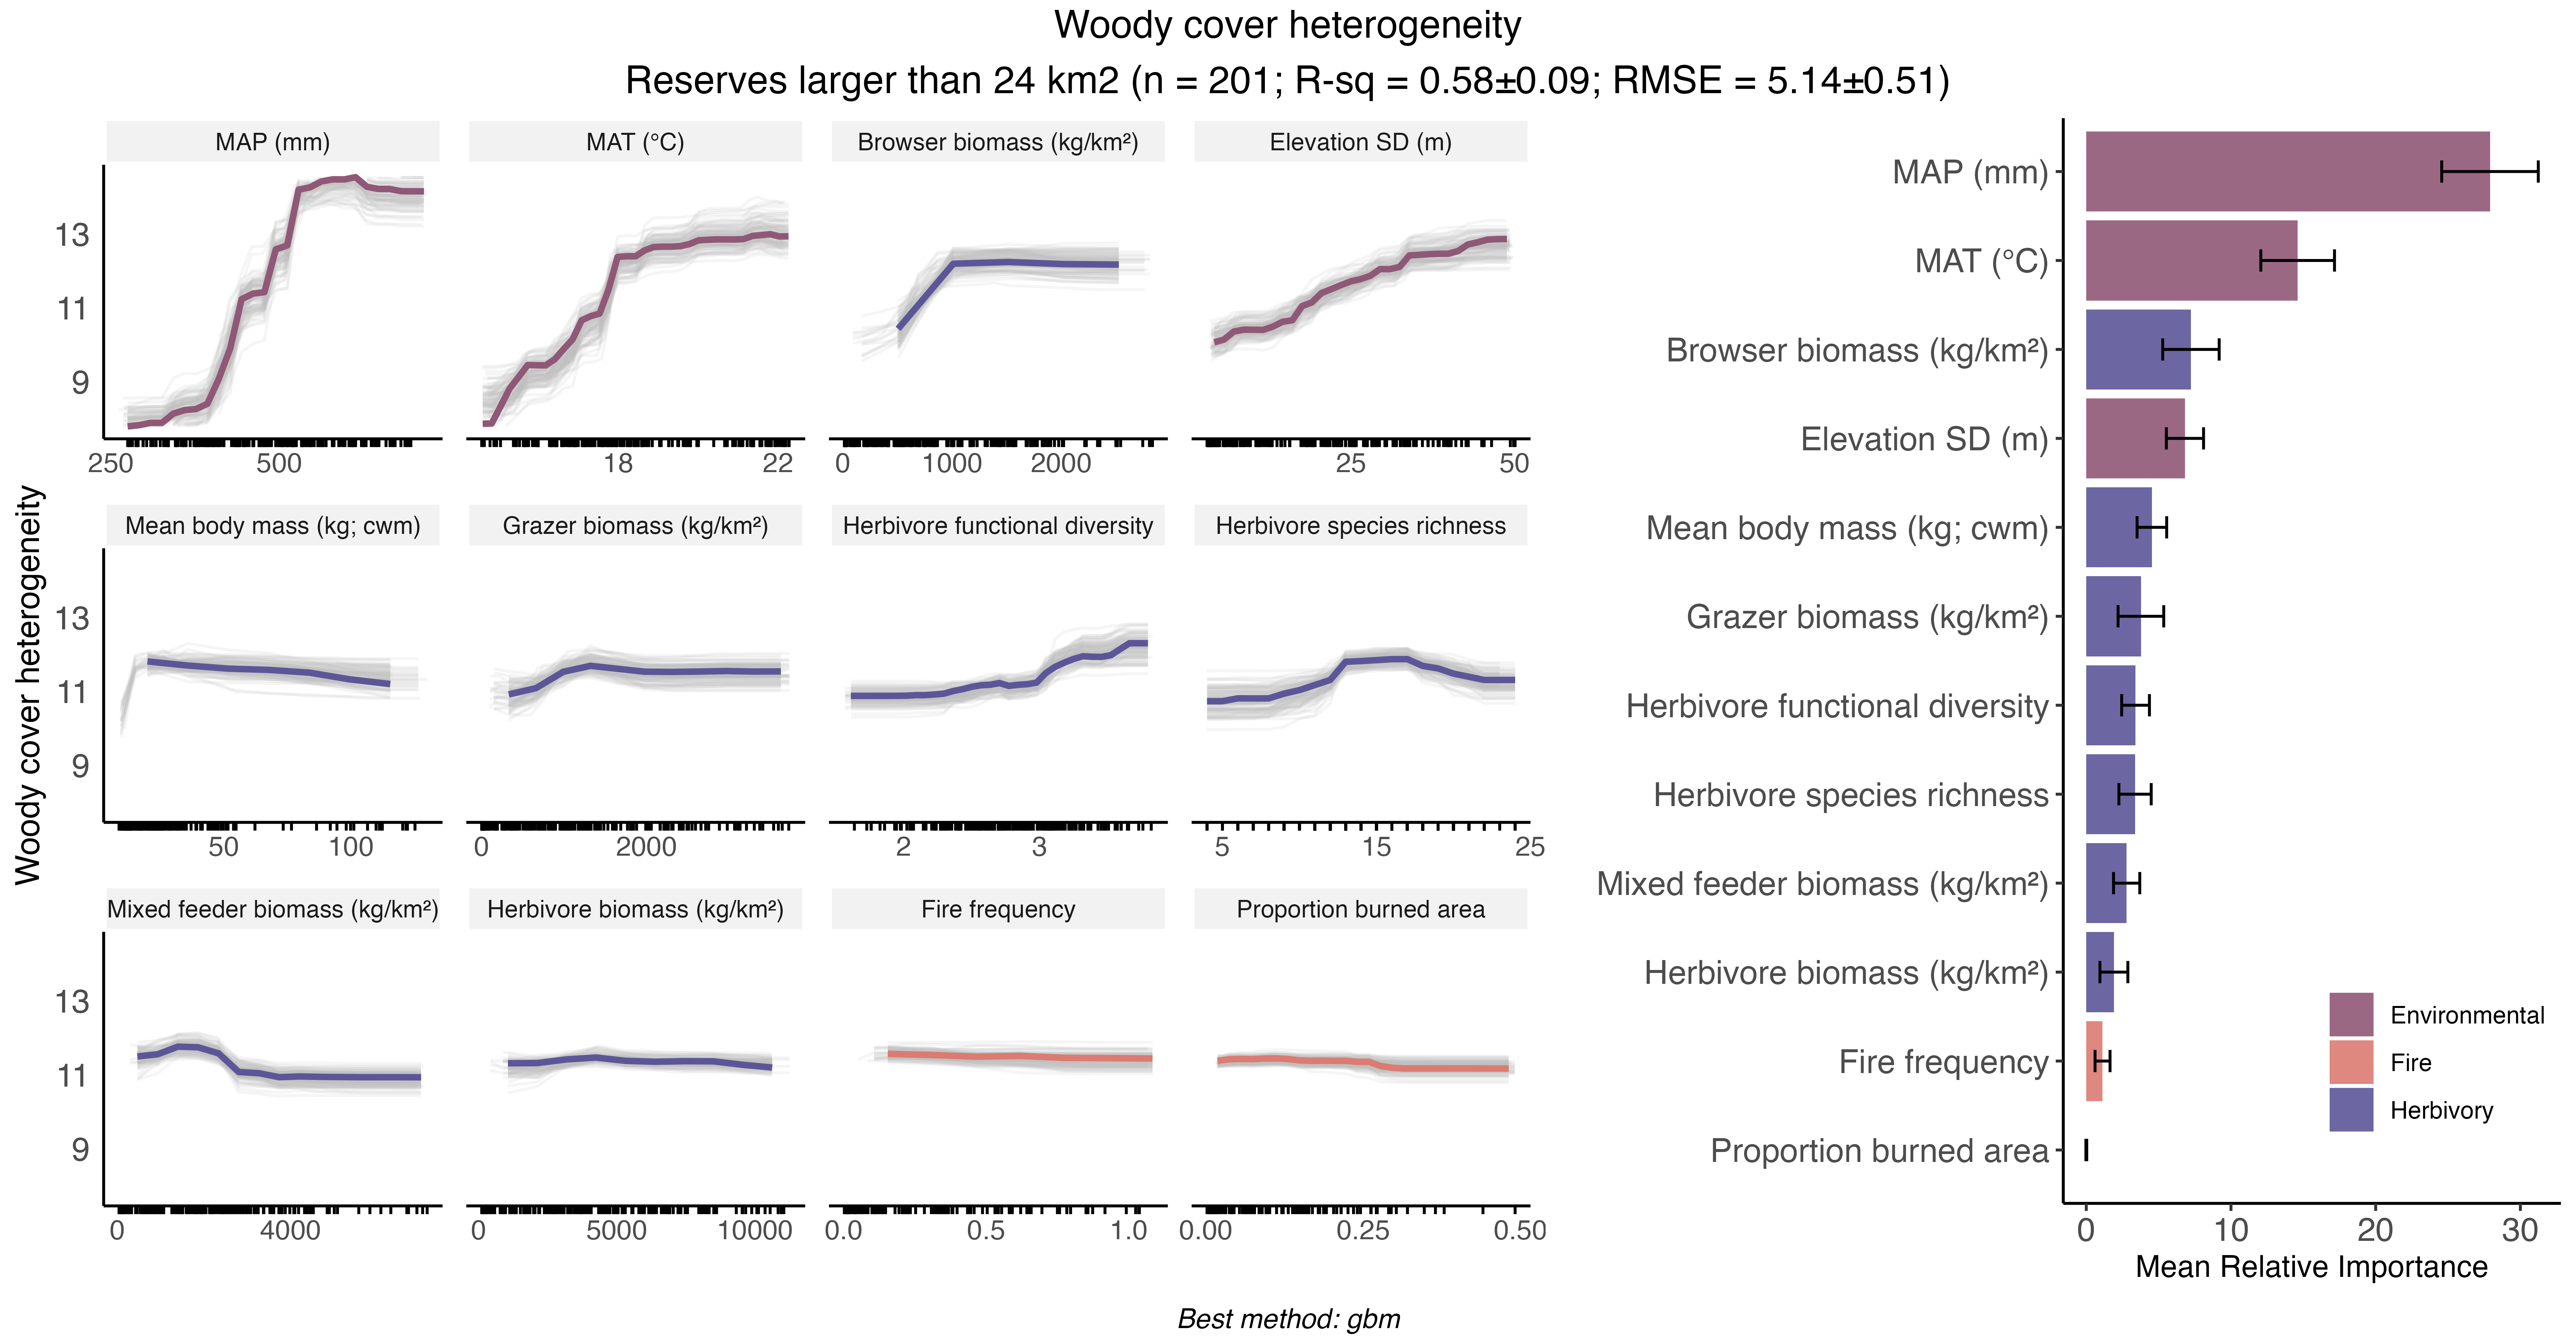 Woody cover heterogeneity
Reserves larger than 24 km2 (n = 201; R-sq = 0.58±0.09; RMSE = 5.14±0.51)
MAP (mm)
MAT (°C)
Browser biomass (kg/km²)
Elevation SD (m)
13
11
9
250
500
18
22
0
1000
2000
25
50
Woody cover heterogeneity
Mean body mass (kg; cwm)
Grazer biomass (kg/km²)
Herbivore functional diversity
Herbivore species richness
13
11
9
50
100
0
2000
2
3
5
15
25
Mixed feeder biomass (kg/km²)
Herbivore biomass (kg/km²)
Fire frequency
Proportion burned area
13
11
9
0
4000
0
5000
10000
0.0
0.5
1.0
0.00
0.25
0.50
MAP (mm)
MAT (°C)
Browser biomass (kg/km²)
Elevation SD (m)
Mean body mass (kg; cwm)
Grazer biomass (kg/km²)
Herbivore functional diversity
Herbivore species richness
Mixed feeder biomass (kg/km²)
Herbivore biomass (kg/km²)
Fire frequency
Proportion burned area
Environmental
Fire
Herbivory
0
10
20
30
Mean Relative Importance
Best method: gbm